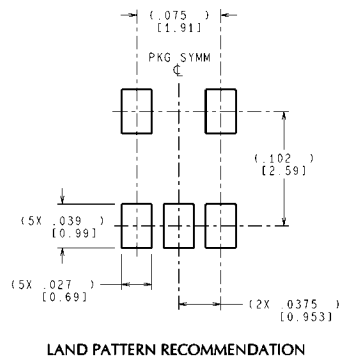 (.075 )
[1.91]
PKG SYMM
℄
(.102 )
[2.59]
(5X .039 )
[0.99]
(5X .027 )
[0.69]
(2X .0375 )
[0.953]
LAND PATTERN RECOMMENDATION